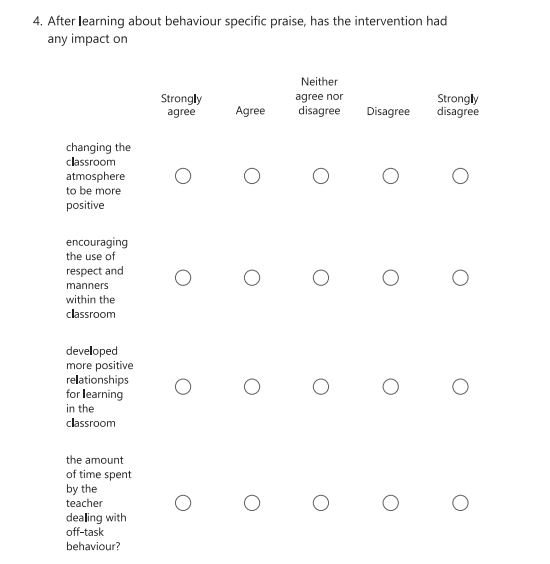 4. After learning about behaviour specific praise, has the intervention had
any impact on
Strongly
agree
Agree
Neither
agree nor
disagree
Disagree
Strongly
disagree
changing the
classroom
atmosphere
to be more
positive
encouraging
the use of
respect and
manners
within the
classroom
developed
more positive
relationships
for learning
in the
classroom
the amount
of time spent
by the
teacher
dealing with
off-task
behaviour?